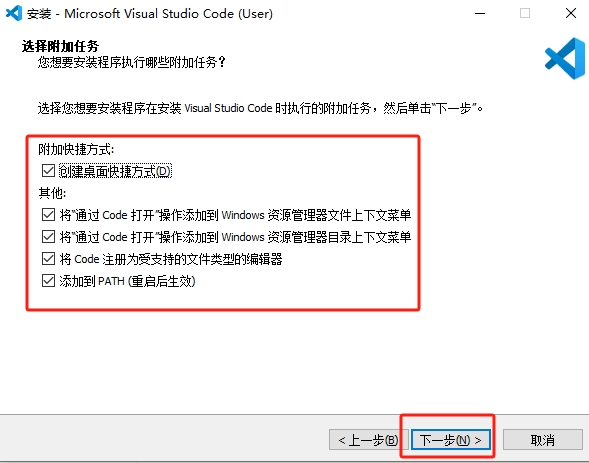 安装 - Microsoft Visual Studio Code (User)
选择附加任务
您想要安装程序执行哪些附加任务？
选择您想要安装程序在安装 Visual Studio Code 时执行的附加任务，然后单击“下一步”。
附加快捷方式:
创建桌面快捷方式(D)
其他:
将“通过 Code 打开”操作添加到 Windows 资源管理器文件上下文菜单
将“通过 Code 打开”操作添加到 Windows 资源管理器目录上下文菜单
将 Code 注册为受支持的文件类型的编辑器
添加到 PATH (重启后生效)
< 上一步(B) 下一步(N) > 取消